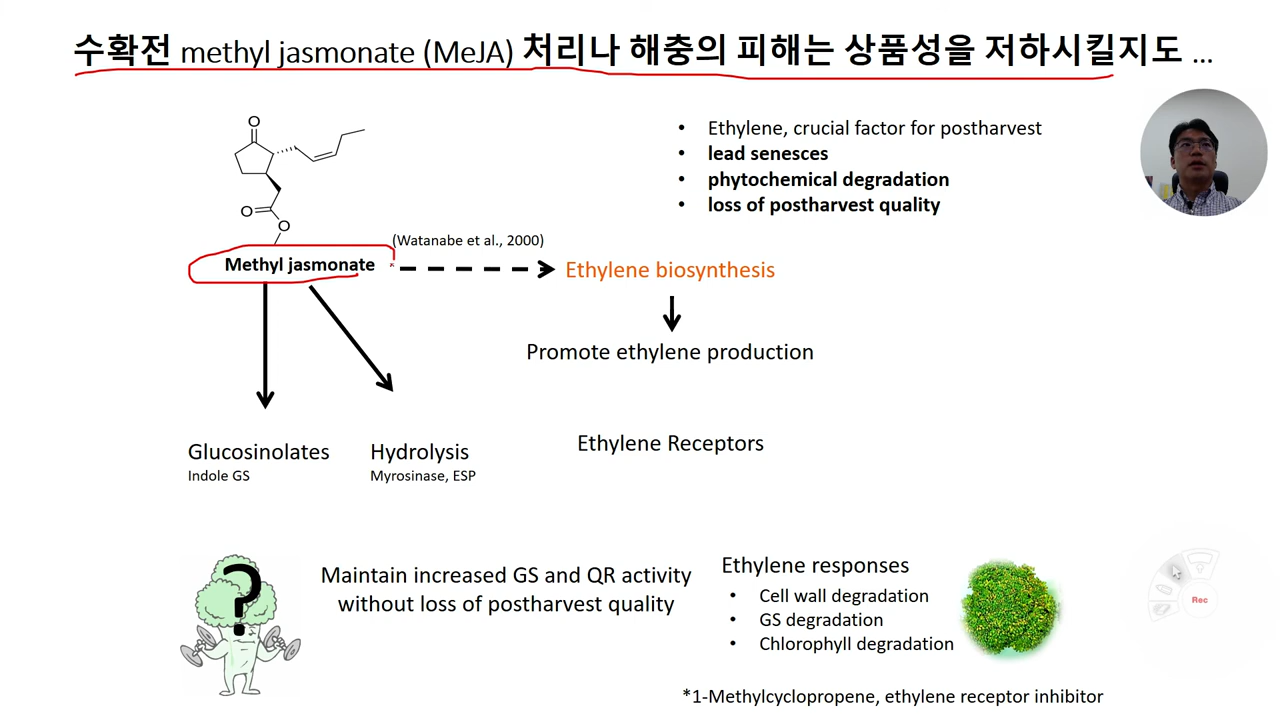 수확전 methyl jasmonate (MeJA) 처리나 해충의 피해는 상품성을 저하시킬지도 ...
• Ethylene, crucial factor for postharvest
• lead senesces
• phytochemical degradation
• loss of postharvest quality
O
O
O
(Watanabe et al., 2000)
Methyl jasmonate
Ethylene biosynthesis
Promote ethylene production
Glucosinolates
Indole GS
Hydrolysis
Myrosinase, ESP
Ethylene Receptors
?
Maintain increased GS and QR activity
without loss of postharvest quality
Ethylene responses
• Cell wall degradation
• GS degradation
• Chlorophyll degradation
Rec
*1-Methylcyclopropene, ethylene receptor inhibitor